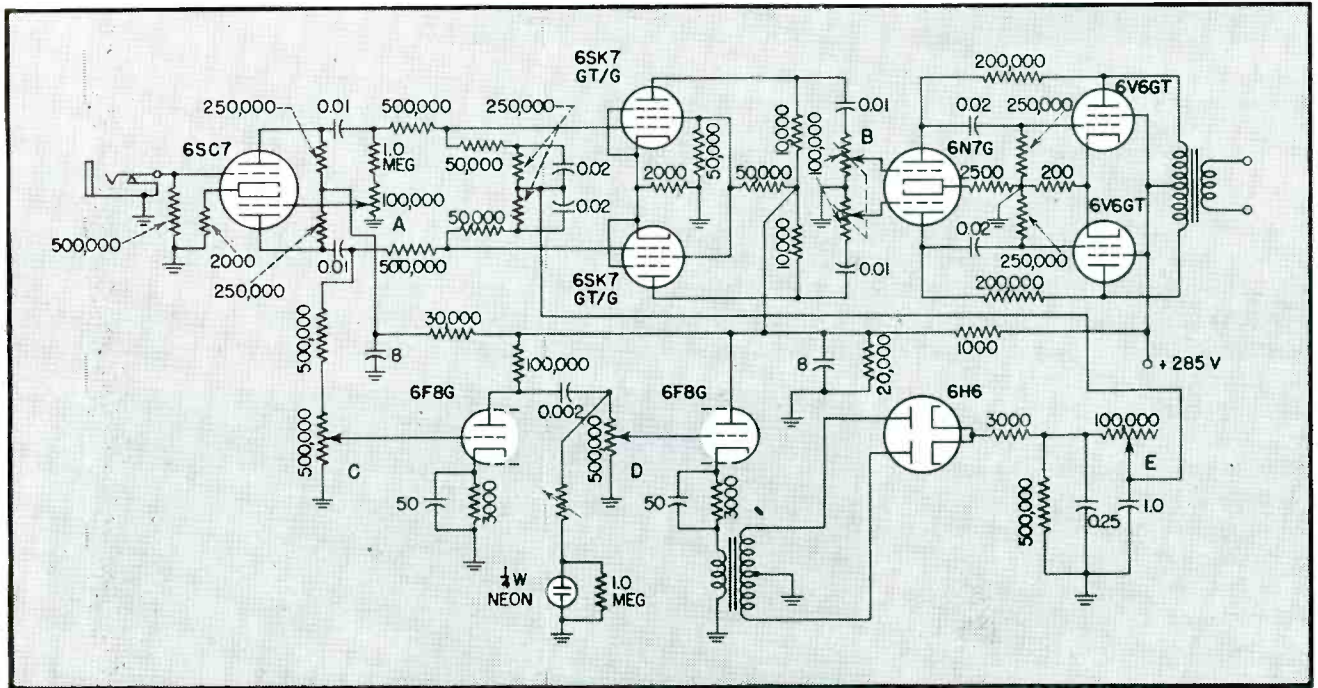 6SK7
GT/G
200,000
6V6GT
250,000
0.01
500,000
250,000
0.01
0.02
250,000
6SC7
B
1.0
MEG
50,000
0.02
10,000
100,000
6N7G
50,000
2000
50,000
2500
200
100,000
A
0.02
6V6GT
500,000
50,000
10,000
0.02
2000
0.01
500,000
0.01
250,000
250,000
6SK7
GT/G
200,000
30,000
1000
500,000
8
100,000
8
20,000
+ 285 V
6F8G
0.002
6F8G
6H6
3000
100,000
500,000
C
500,000
D
E
50
3000
50
3000
500,000
0.25
1.0
¼W
NEON
1.0
MEG